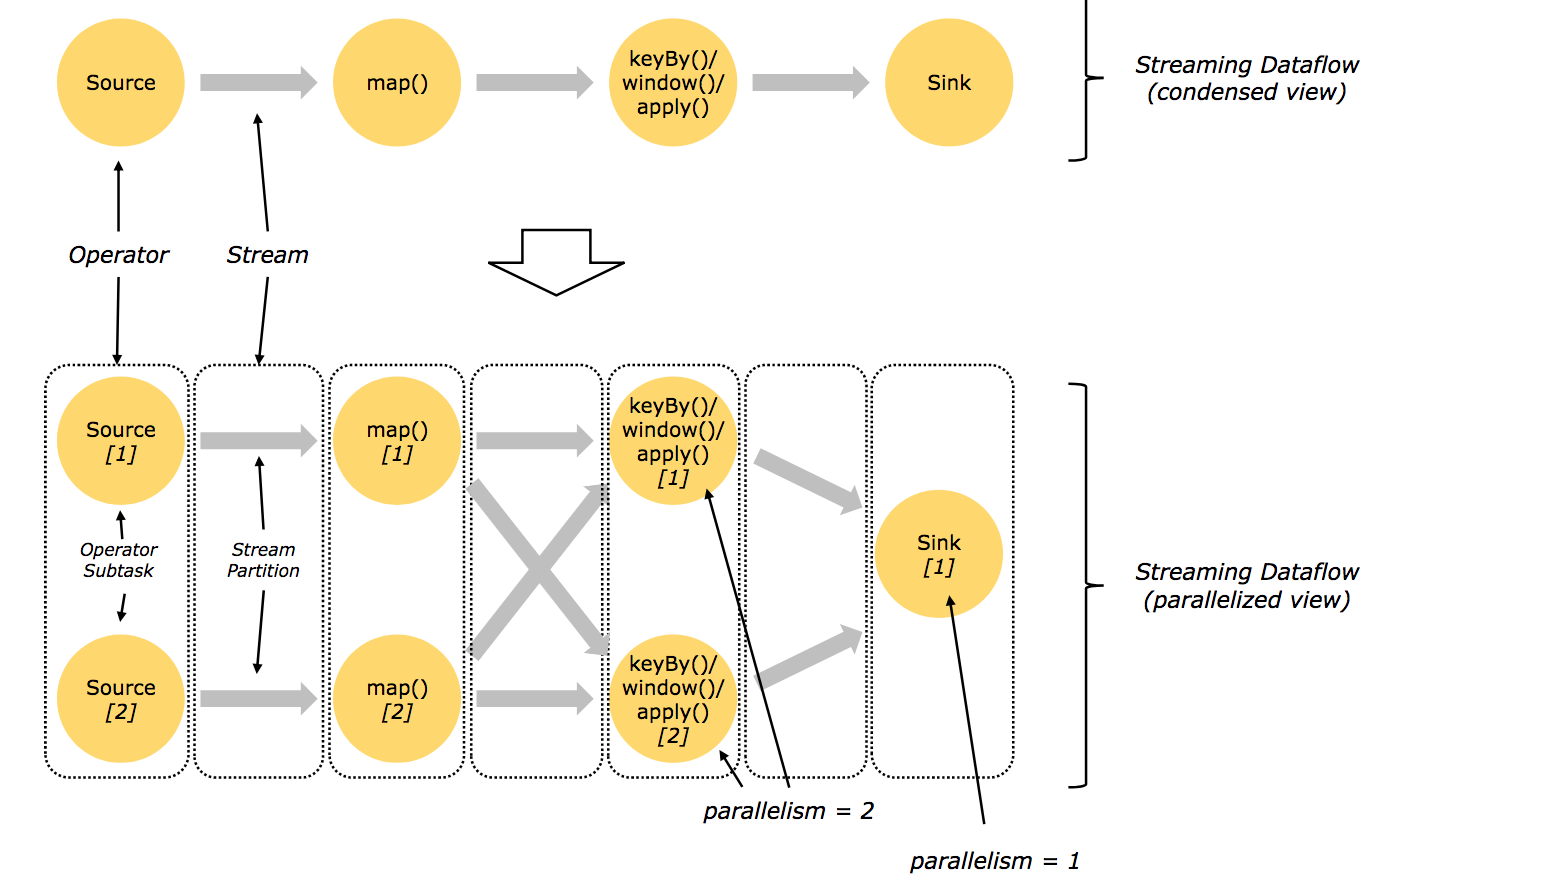 Source
map()
keyBy()/
window()/
apply()
Sink
Streaming Dataflow
(condensed view)
Operator
Stream
Source
[1]
map()
[1]
keyBy()/
window()/
apply()
[1]
Operator
Subtask
Stream
Partition
Sink
[1]
Streaming Dataflow
(parallelized view)
Source
[2]
map()
[2]
keyBy()/
window()/
apply()
[2]
parallelism = 2
parallelism = 1